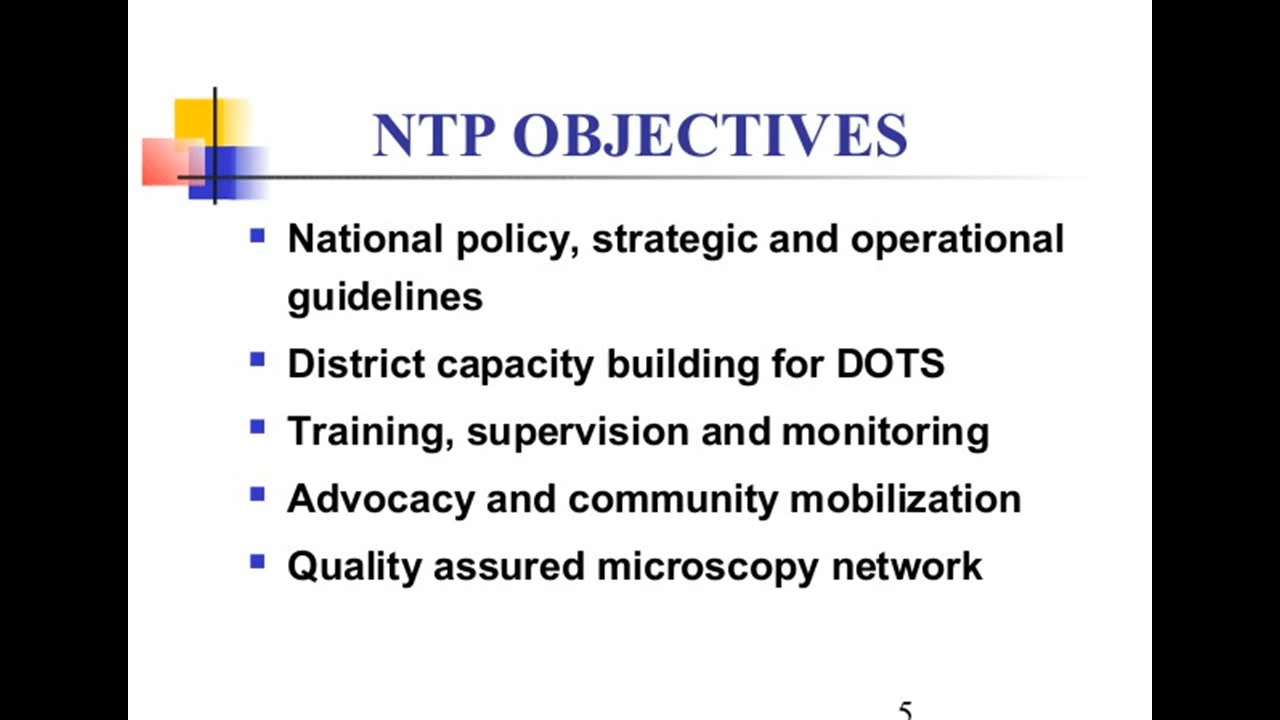 NTP OBJECTIVES
National policy, strategic and operational
guidelines
District capacity building for DOTS
Training, supervision and monitoring
Advocacy and community mobilization
Quality assured microscopy network
5